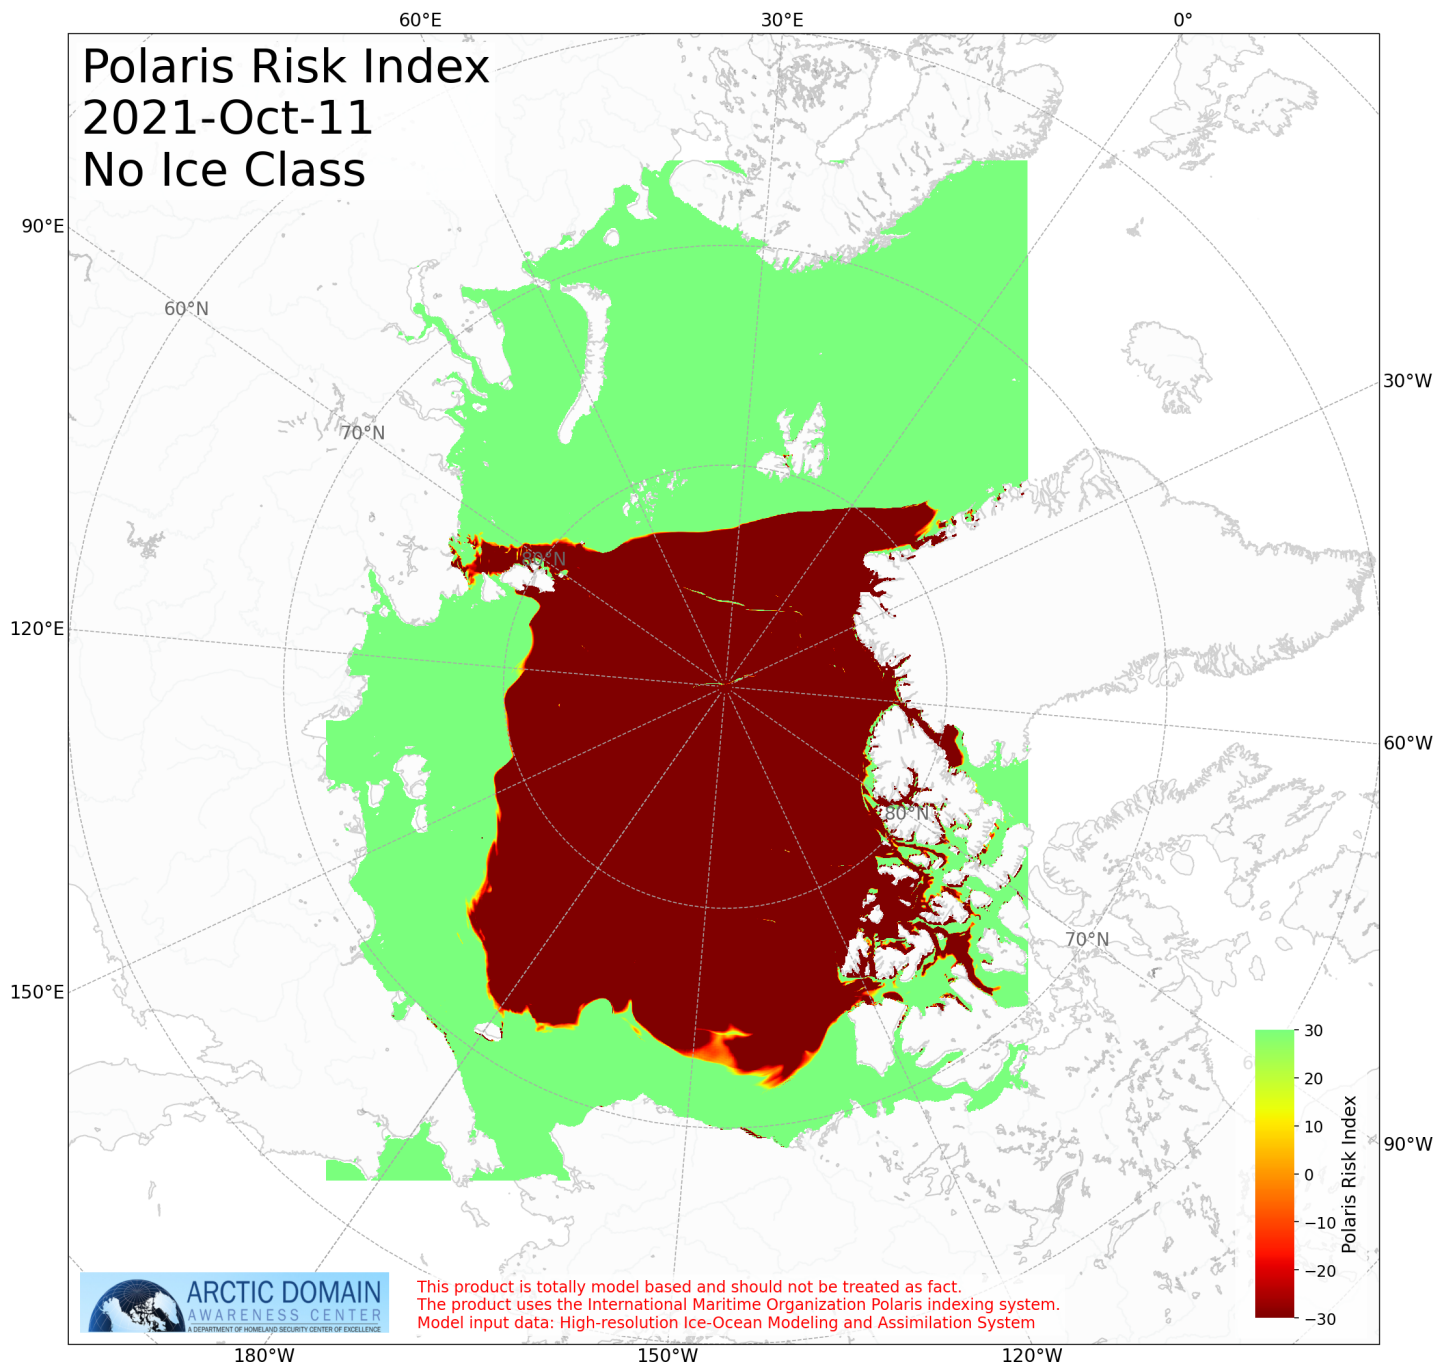 60°E 30°E 0°
Polaris Risk Index
2021-Oct-11
No Ice Class
90°E
60°N
30°W
70°N
80°N
120°E
60°W
80°N
70°N
150°E
30
20
10
0
−10
−20
−30
Polaris Risk Index
90°W
ARCTIC DOMAIN
AWARENESS CENTER
A DEPARTMENT OF HOMELAND SECURITY CENTER OF EXCELLENCE
This product is totally model based and should not be treated as fact.
The product uses the International Maritime Organization Polaris indexing system.
Model input data: High-resolution Ice-Ocean Modeling and Assimilation System
180°W 150°W 120°W